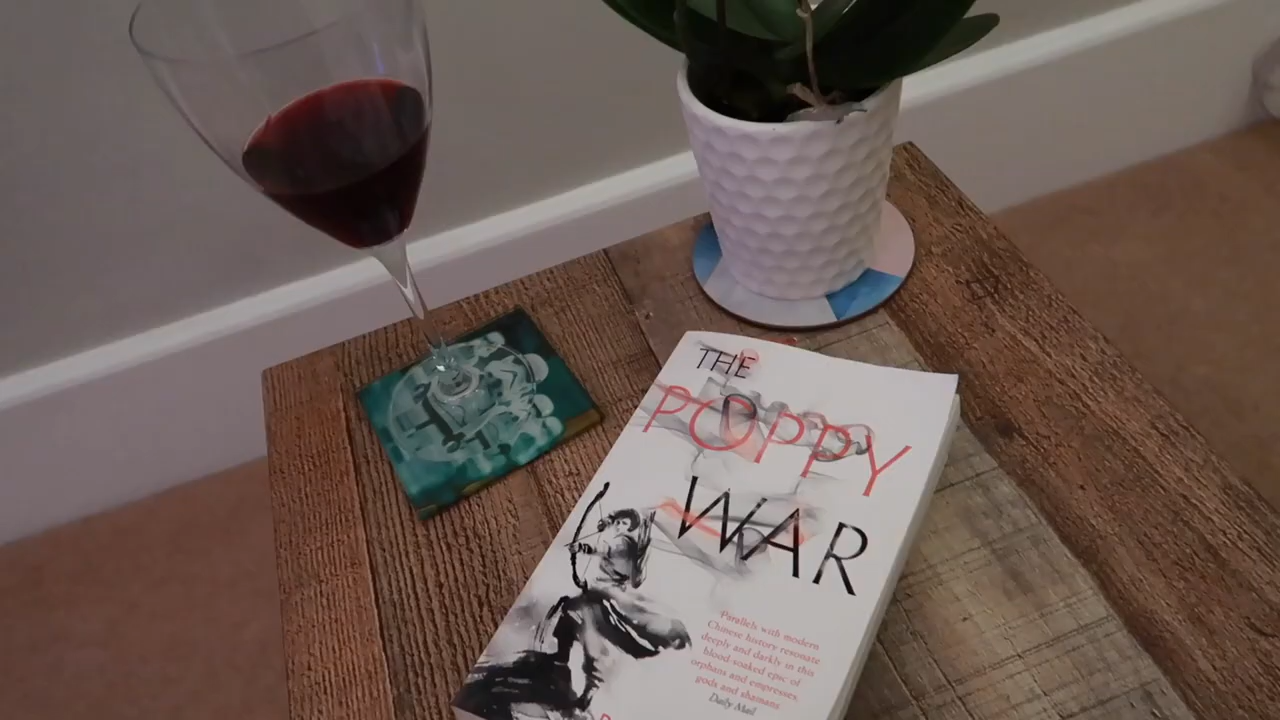 THE
POPPY
WAR
Parallels with modern
Chinese history resonate
deeply and darkly in this
blood-soaked epic of
orphans and empresses,
gods and shamans
Daily Mail